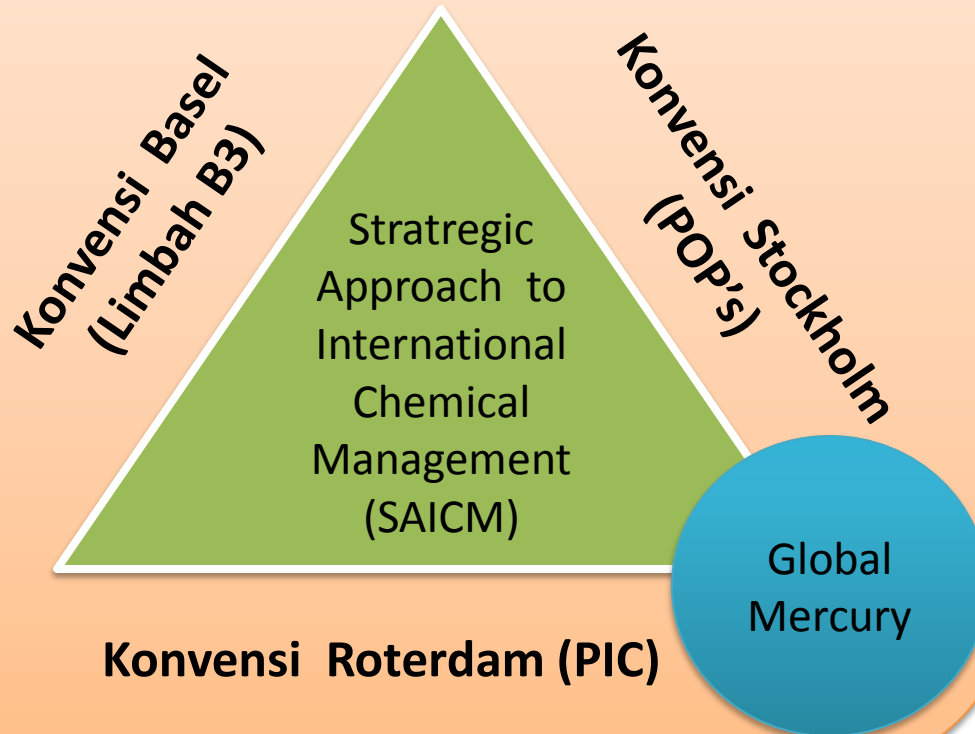 Konvensi Basel
(Limbah B3)
Konvensi Stockholm
(POP's)
Stratregic
Approach to
International
Chemical
Management
(SAICM)
Global
Mercury
Konvensi Roterdam (PIC)